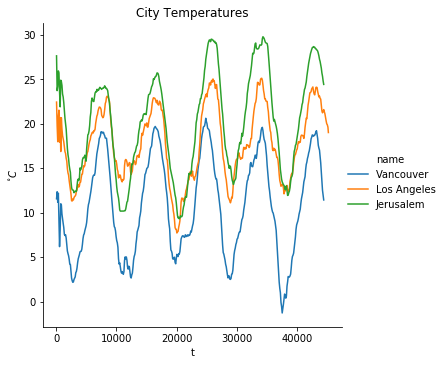 City Temperatures
30
25
20
15
10
5
0
°C
0 10000 20000 30000 40000
t
name
Vancouver
Los Angeles
Jerusalem